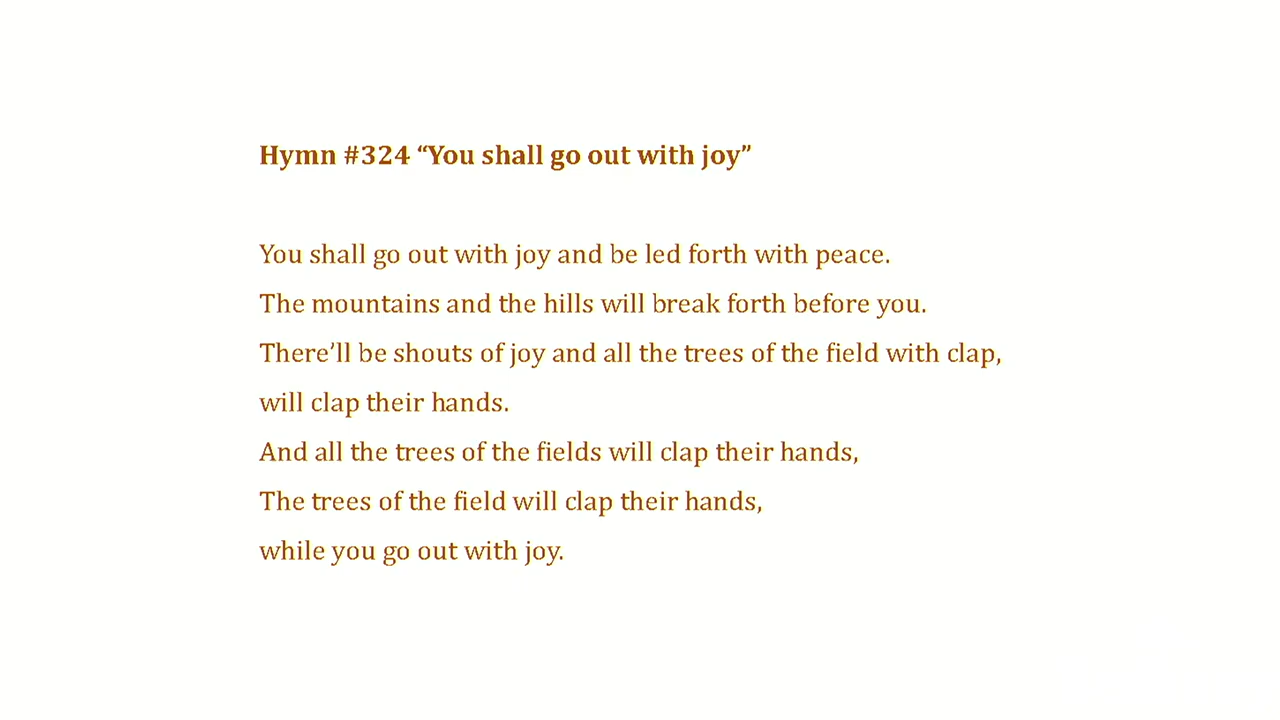 Hymn #324 “You shall go out with joy”
You shall go out with joy and be led forth with peace.
The mountains and the hills will break forth before you.
There’ll be shouts of joy and all the trees of the field with clap,
will clap their hands.
And all the trees of the fields will clap their hands,
The trees of the field will clap their hands,
while you go out with joy.